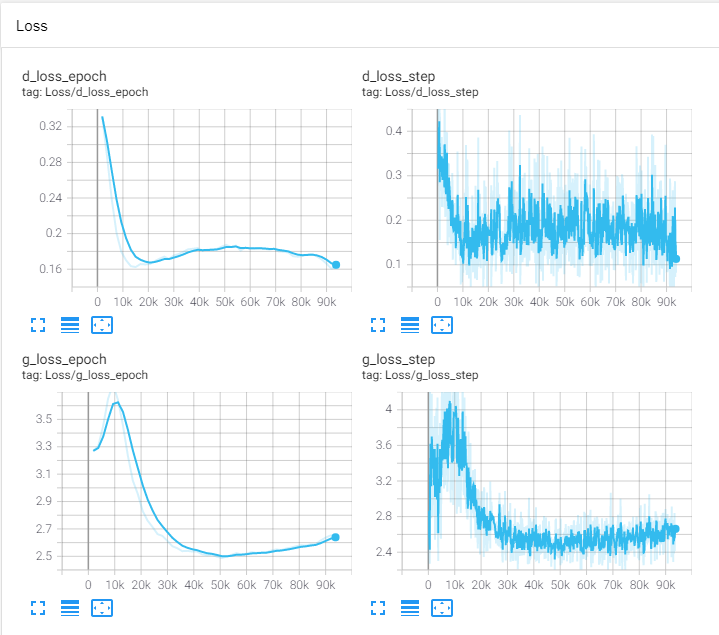 Loss
d_loss_epoch
tag: Loss/d_loss_epoch
0.32
0.28
0.24
0.2
0.16
0 10k 20k 30k 40k 50k 60k 70k 80k 90k
d_loss_step
tag: Loss/d_loss_step
0.4
0.3
0.2
0.1
0 10k 20k 30k 40k 50k 60k 70k 80k 90k
g_loss_epoch
tag: Loss/g_loss_epoch
3.5
3.3
3.1
2.9
2.7
2.5
0 10k 20k 30k 40k 50k 60k 70k 80k 90k
g_loss_step
tag: Loss/g_loss_step
4
3.6
3.2
2.8
2.4
0 10k 20k 30k 40k 50k 60k 70k 80k 90k